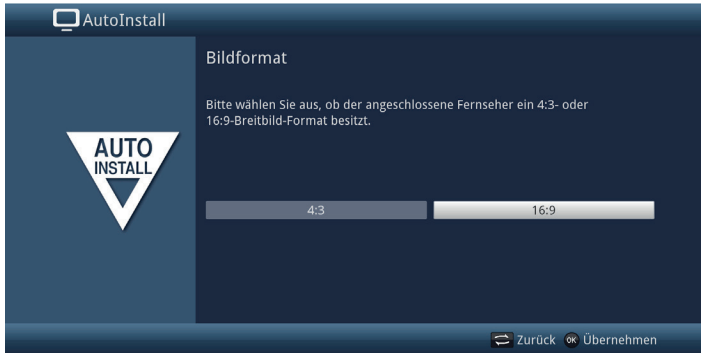 AutoInstall
Bildformat
Bitte wählen Sie aus, ob der angeschlossene Fernseher ein 4:3- oder
16:9-Breitbild-Format besitzt.
AUTO
INSTALL
4:3 16:9
Zurück OK Übernehmen